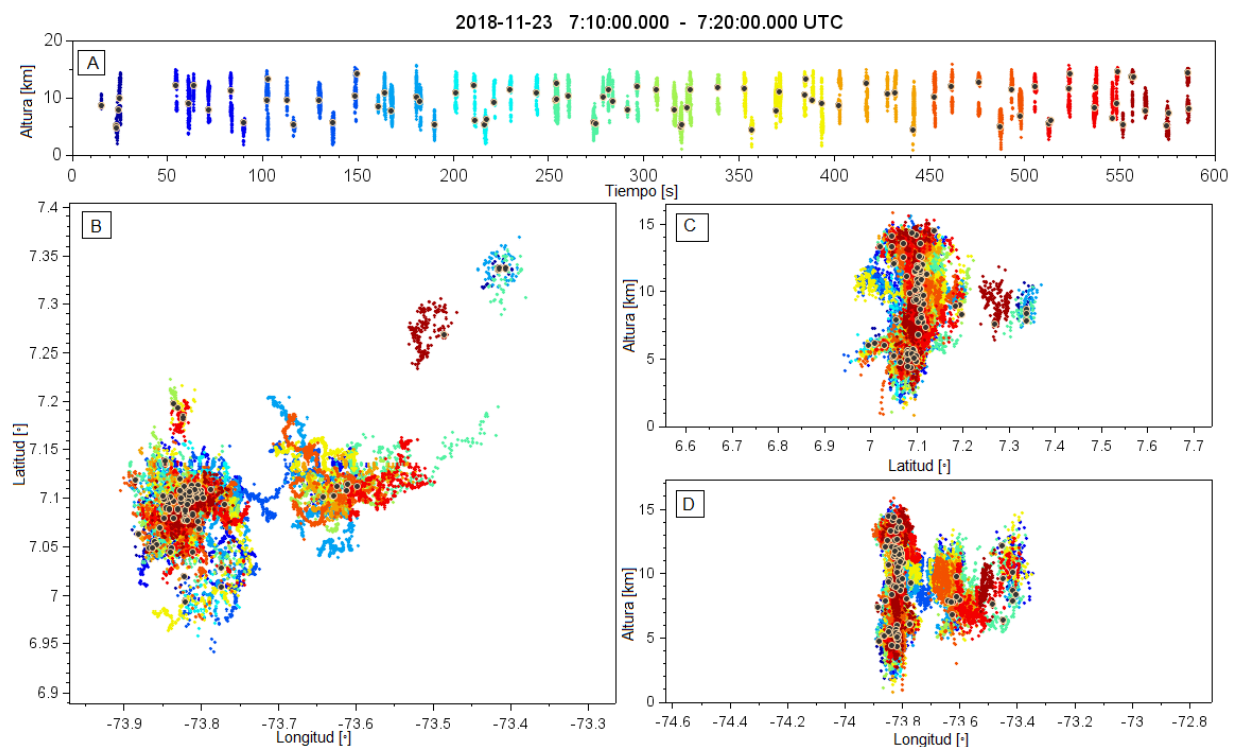 2018-11-23 7:10:00.000 - 7:20:00.000 UTC
A
Altura [km]
20
10
0
0 50 100 150 200 250 300 350 400 450 500 550 600
Tiempo [s]
B
Latitud [°]
7.4
7.35
7.3
7.25
7.2
7.15
7.1
7.05
7
6.95
6.9
-73.9 -73.8 -73.7 -73.6 -73.5 -73.4 -73.3
Longitud [°]
C
Altura [km]
15
10
5
0
6.6 6.7 6.8 6.9 7 7.1 7.2 7.3 7.4 7.5 7.6 7.7
Latitud [°]
D
Altura [km]
15
10
5
0
-74.6 -74.4 -74.2 -74 -73.8 -73.6 -73.4 -73.2 -73 -72.8
Longitud [°]